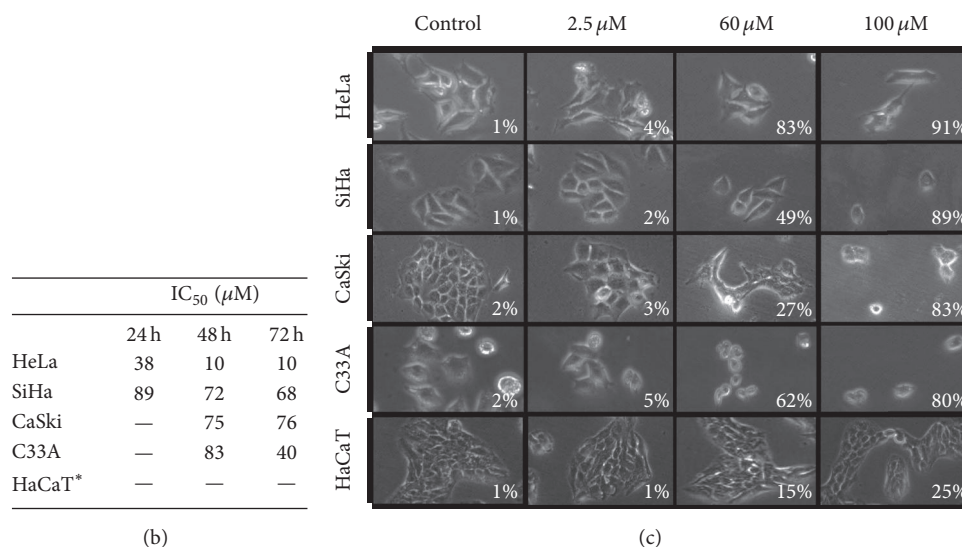 IC50 (μM)
24 h 48 h 72 h
HeLa 38 10 10
SiHa 89 72 68
CaSki — 75 76
C33A — 83 40
HaCaT* — — —
(b)
Control 2.5 μM 60 μM 100 μM
HeLa 1% 4% 83% 91%
SiHa 1% 2% 49% 89%
CaSki 2% 3% 27% 83%
C33A 2% 5% 62% 80%
HaCaT 1% 1% 15% 25%
(c)